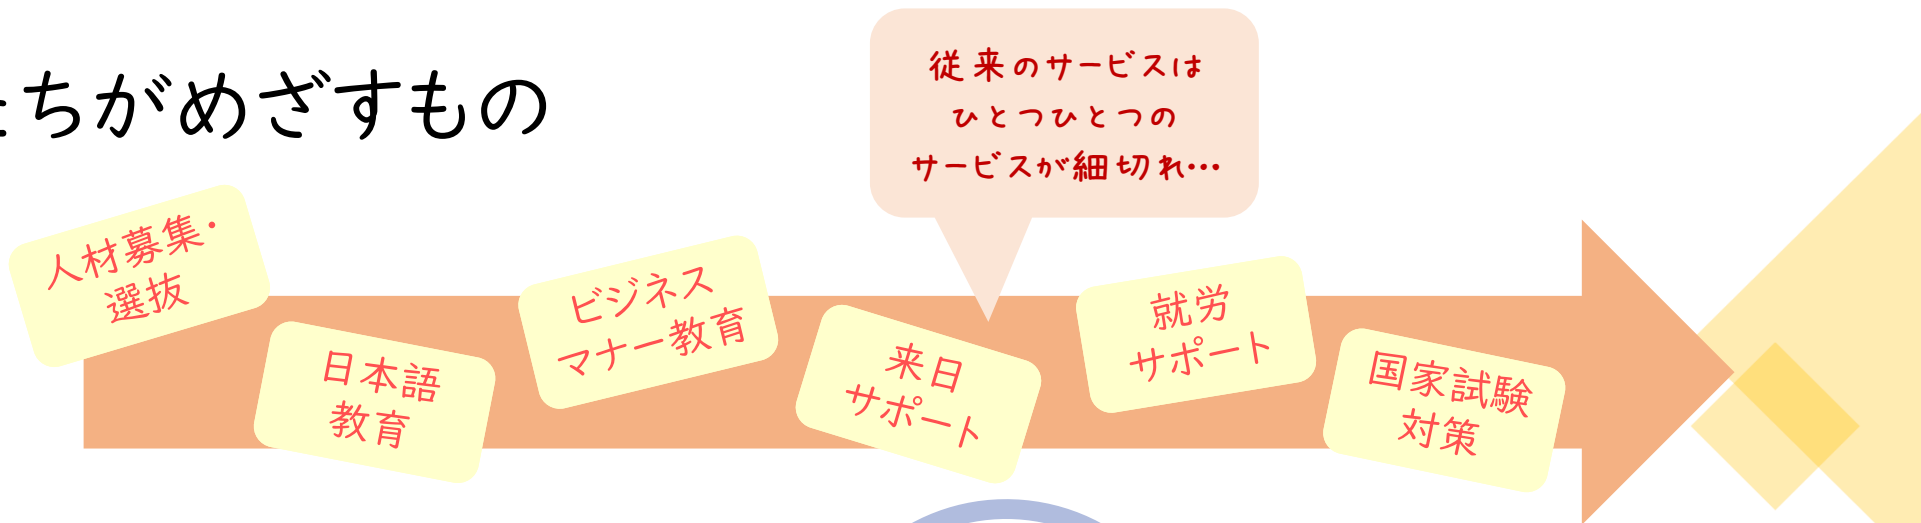 たちがめざすもの
従来のサービスは
ひとつひとつの
サービスが細切れ…
人材募集・
選抜
日本語
教育
ビジネス
マナー教育
来日
サポート
就労
サポート
国家試験
対策